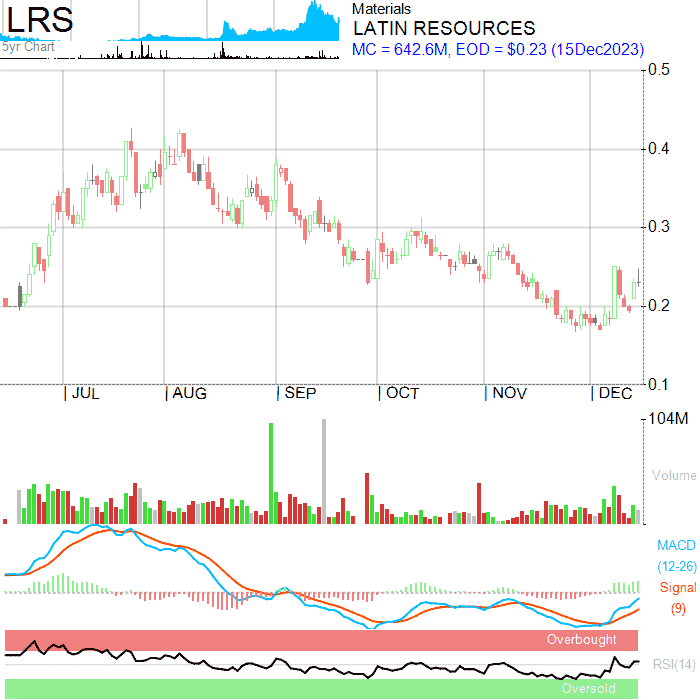 LRS
5yr Chart
Materials
LATIN RESOURCES
MC = 642.6M, EOD = $0.23 (15Dec2023)
0.5
0.4
0.3
0.2
0.1
JUL AUG SEP OCT NOV DEC
104M
Volume
MACD
(12-26)
Signal
(9)
Overbought
RSI(14)
Oversold